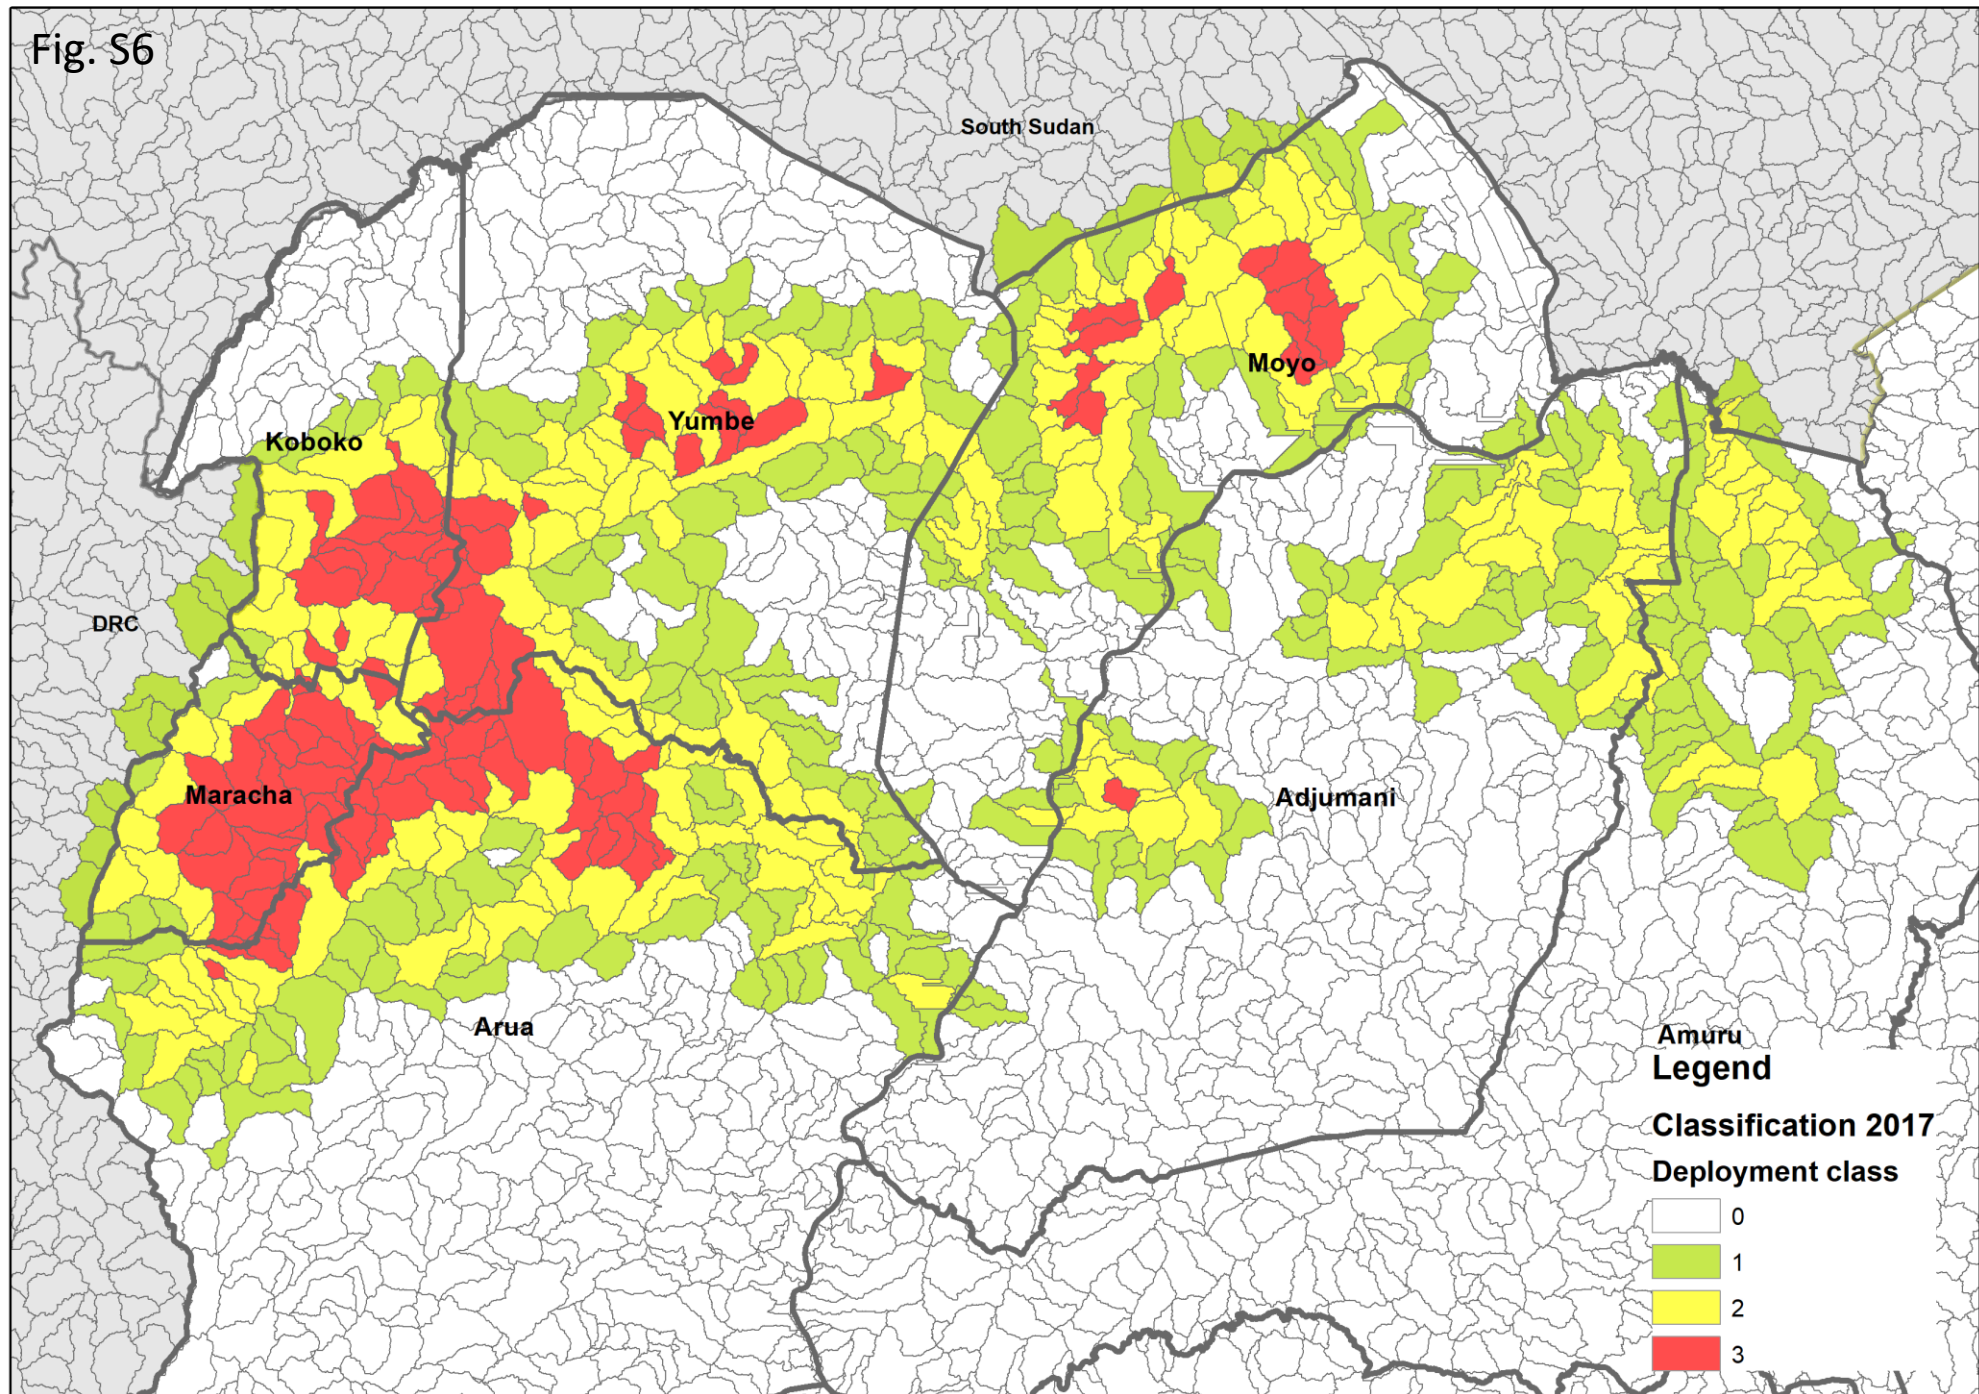 Fig. S6
South Sudan
Moyo
Yumbe
Koboko
DRC
Maracha
Adjumani
Arua
Amuru
Legend
Classification 2017
Deployment class
0
1
2
3